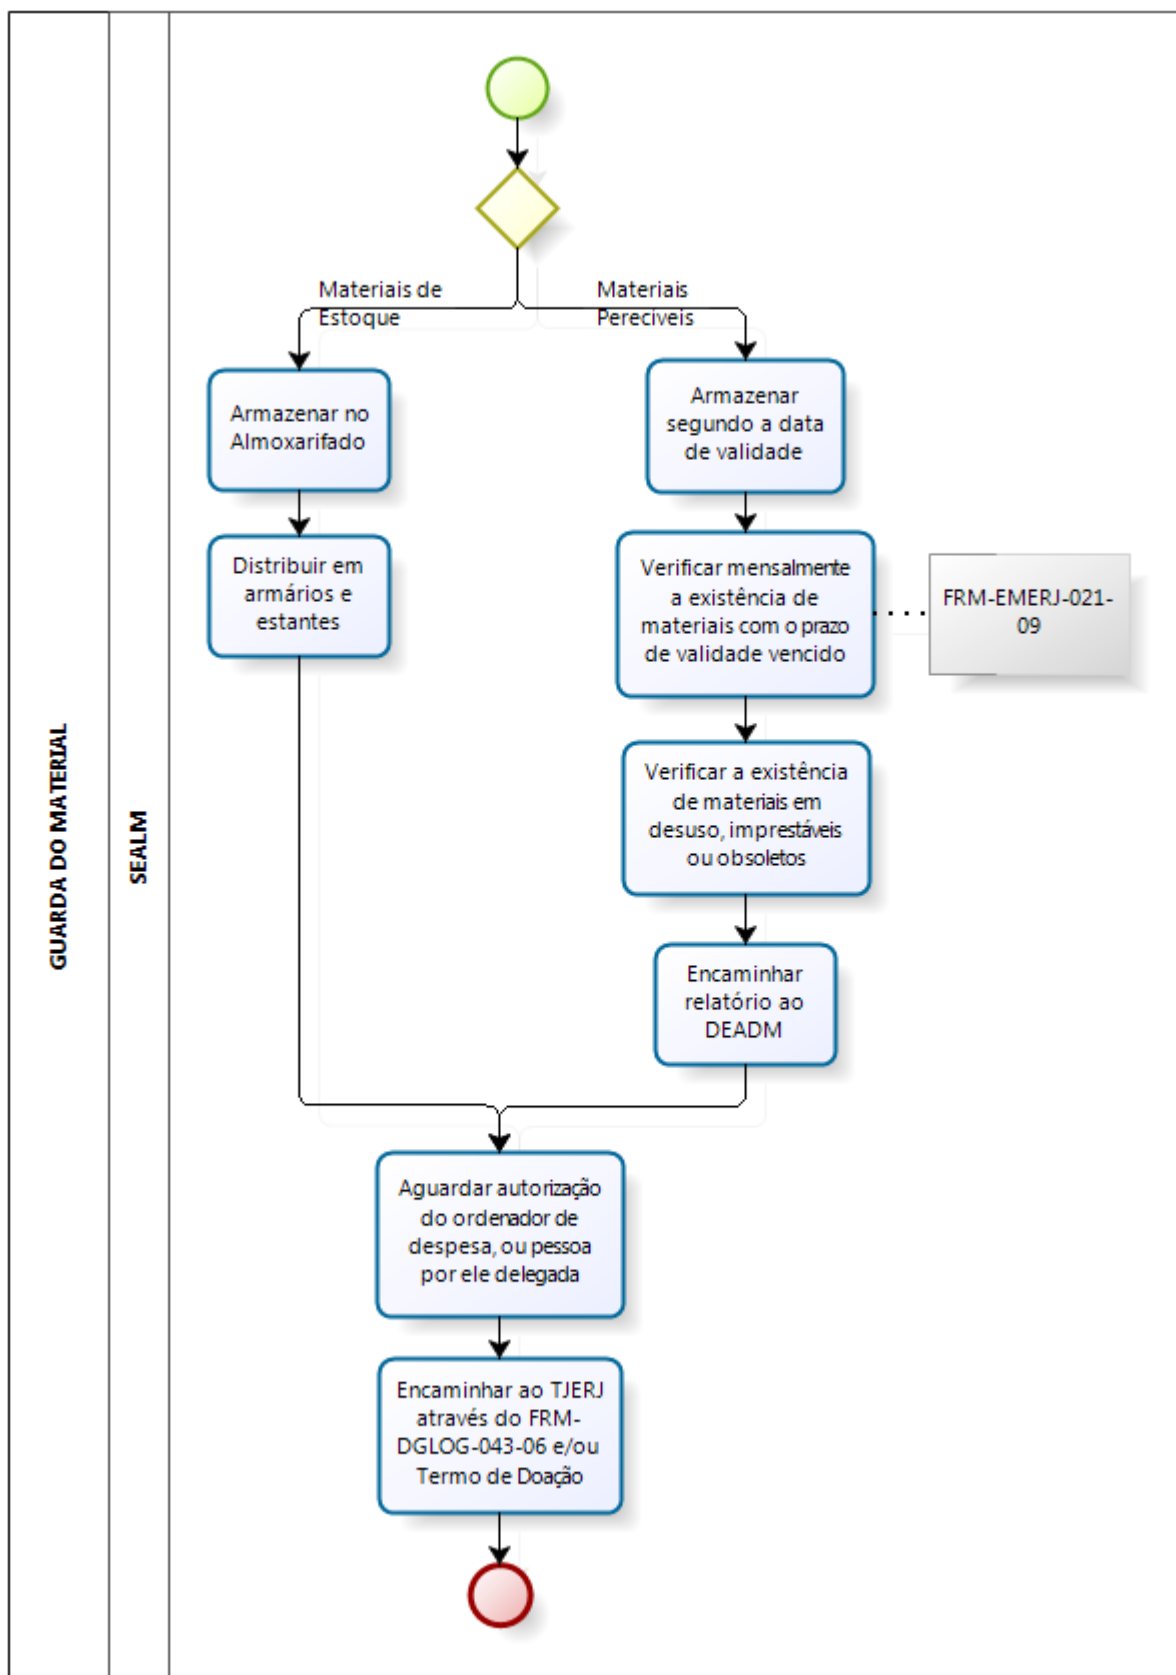 GUARDA DO MATERIAL
SEALM
Materiais de
Estoque
Materiais
Perecíveis
Armazenar no
Almoxarifado
Armazenar
segundo a data
de validade
Distribuir em
armários e
estantes
Verificar mensalmente
a existência de
materiais com o prazo
de validade vencido
FRM-EMERJ-021-
09
Verificar a existência
de materiais em
desuso, imprestáveis
ou obsoletos
Encaminhar
relatório ao
DEADM
Aguardar autorização
do ordenador de
despesa, ou pessoa
por ele delegada
Encaminhar ao TJERJ
através do FRM-
DGLOG-043-06 e/ou
Termo de Doação